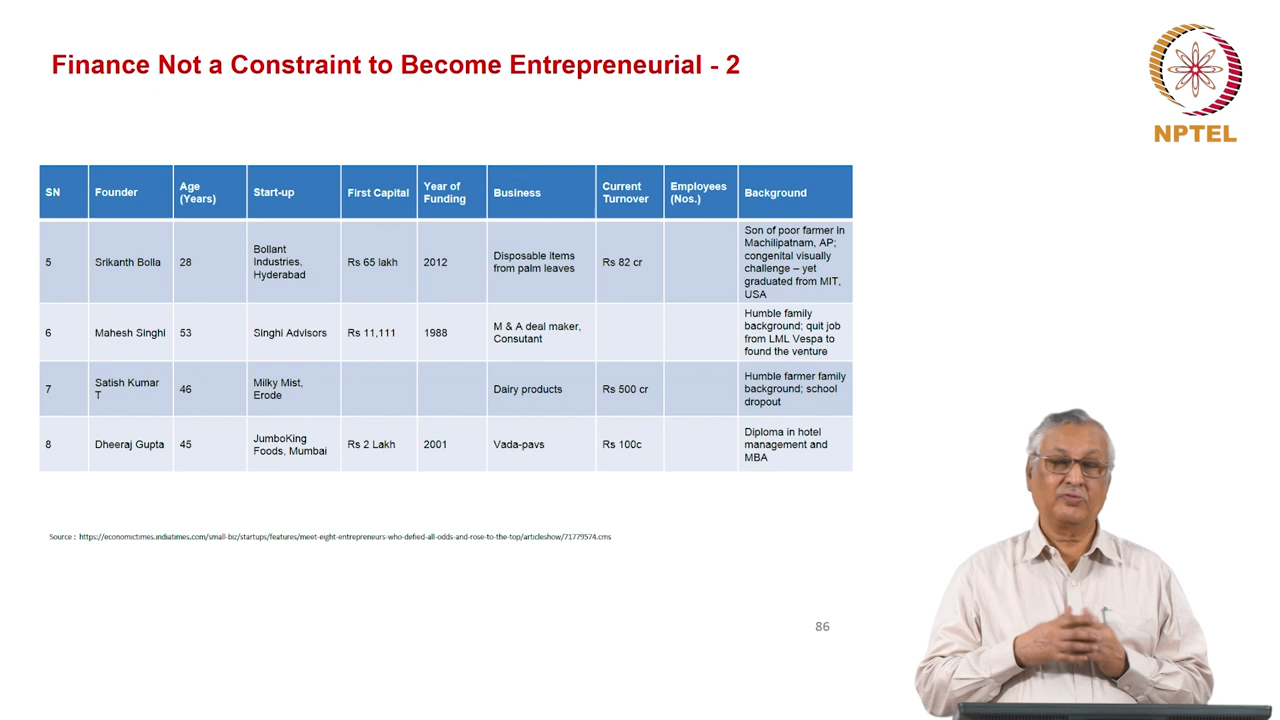 Finance Not a Constraint to Become Entrepreneurial - 2
NPTEL
SN
Founder
Age
(Years)
Start-up
First Capital
Year of
Funding
Business
Current
Turnover
Employees
(Nos.)
Background
5
Srikanth Bolla
28
Bollant
Industries,
Hyderabad
Rs 65 lakh
2012
Disposable items
from palm leaves
Rs 82 cr
Son of poor farmer in
Machilipatnam, AP;
congenital visually
challenge – yet
graduated from MIT,
USA
6
Mahesh Singhi
53
Singhi Advisors
Rs 11,111
1988
M & A deal maker,
Consutant
Humble family
background; quit job
from LML Vespa to
found the venture
7
Satish Kumar
T
46
Milky Mist,
Erode
Dairy products
Rs 500 cr
Humble farmer family
background; school
dropout
8
Dheeraj Gupta
45
JumboKing
Foods, Mumbai
Rs 2 Lakh
2001
Vada-pavs
Rs 100c
Diploma in hotel
management and
MBA
Source : https://economictimes.indiatimes.com/small-biz/startups/features/meet-eight-entrepreneurs-who-defied-all-odds-and-rose-to-the-top/articleshow/71779574.cms
86